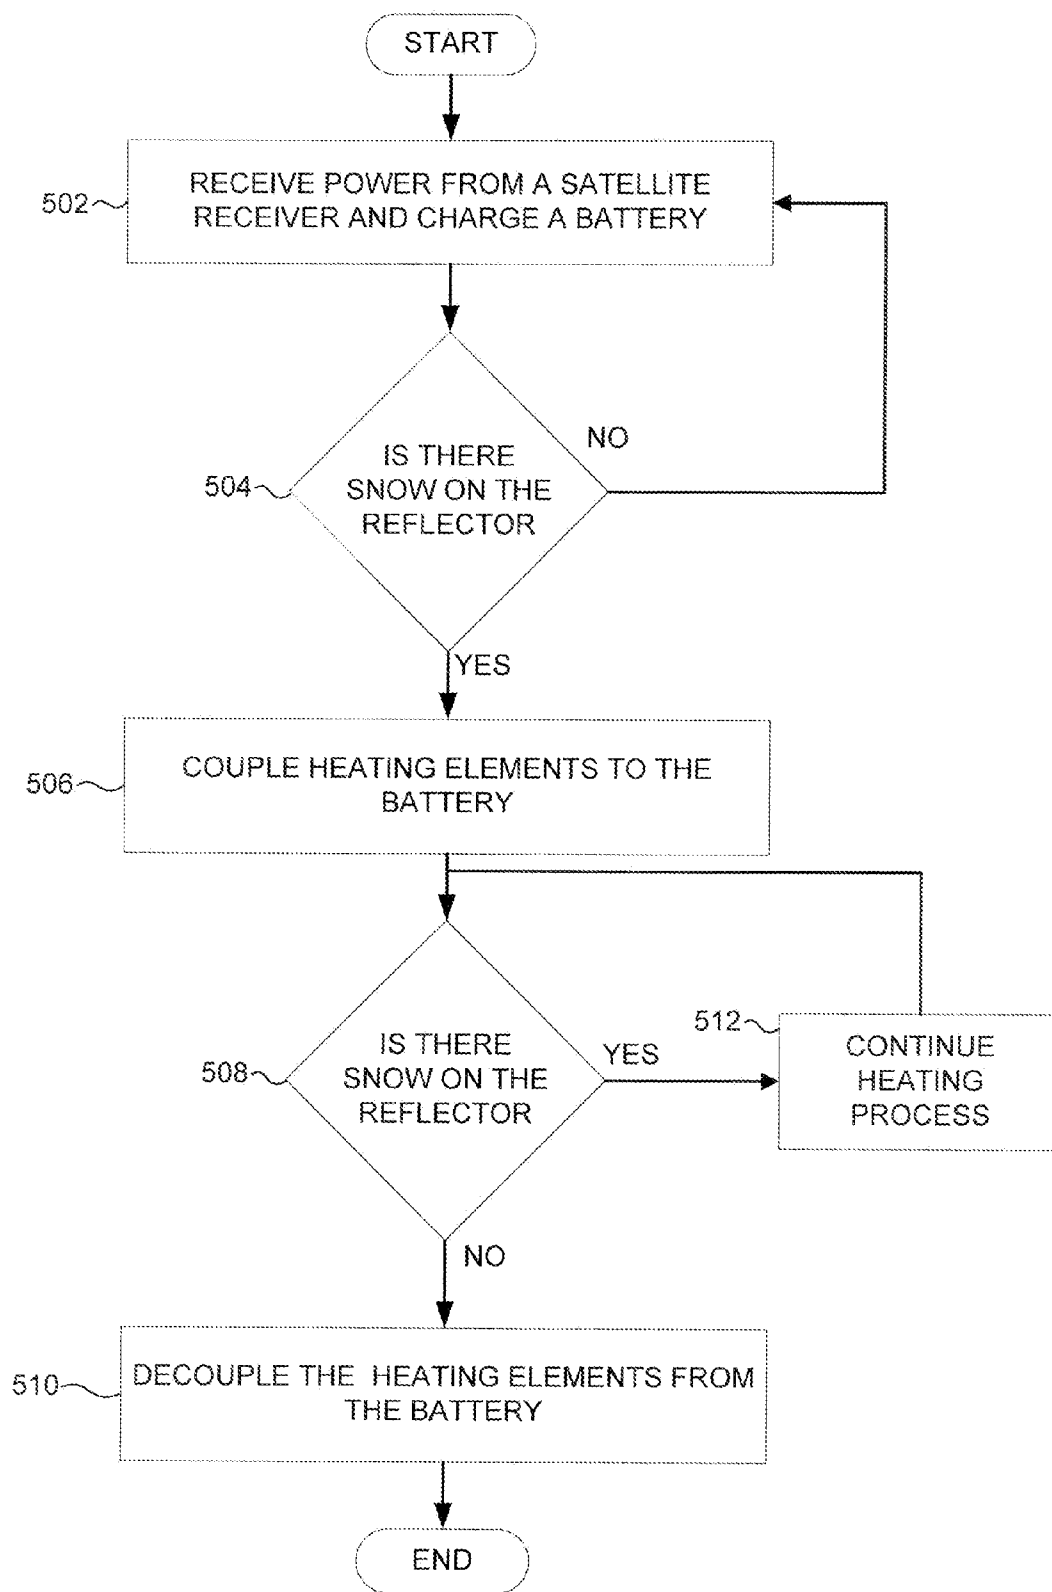 START
502
RECEIVE POWER FROM A SATELLITE
RECEIVER AND CHARGE A BATTERY
NO
504
IS THERE
SNOW ON THE
REFLECTOR
YES
506
COUPLE HEATING ELEMENTS TO THE
BATTERY
508
IS THERE
SNOW ON THE
REFLECTOR
YES
512
CONTINUE
HEATING
PROCESS
NO
510
DECOUPLE THE HEATING ELEMENTS FROM
THE BATTERY
END